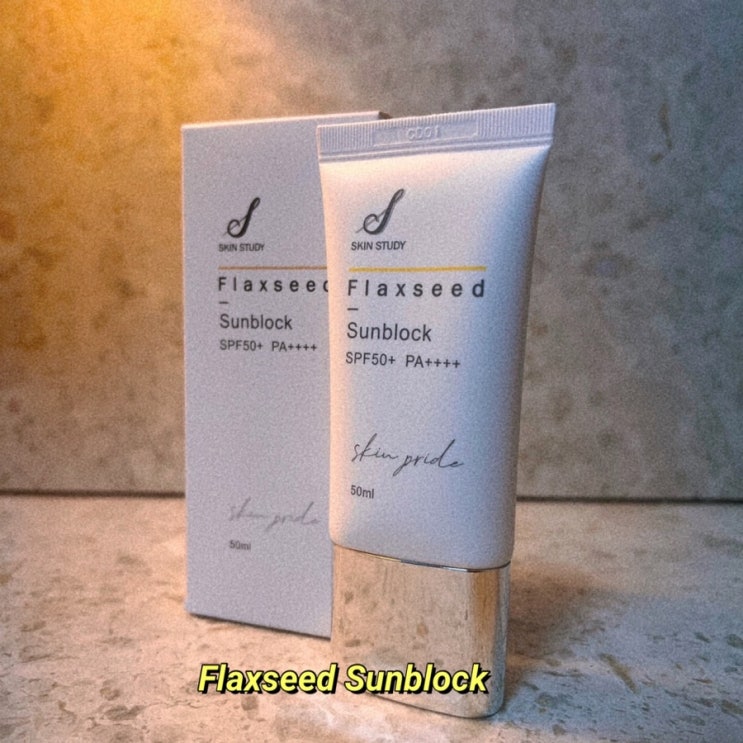 SKIN STUDY
Flaxseed
Sunblock
SPF50+ PA++++
skin pride
50ml
SKIN STUDY
Flaxseed
Sunblock
SPF50+ PA++++
skin pride
50ml
Flaxseed Sunblock